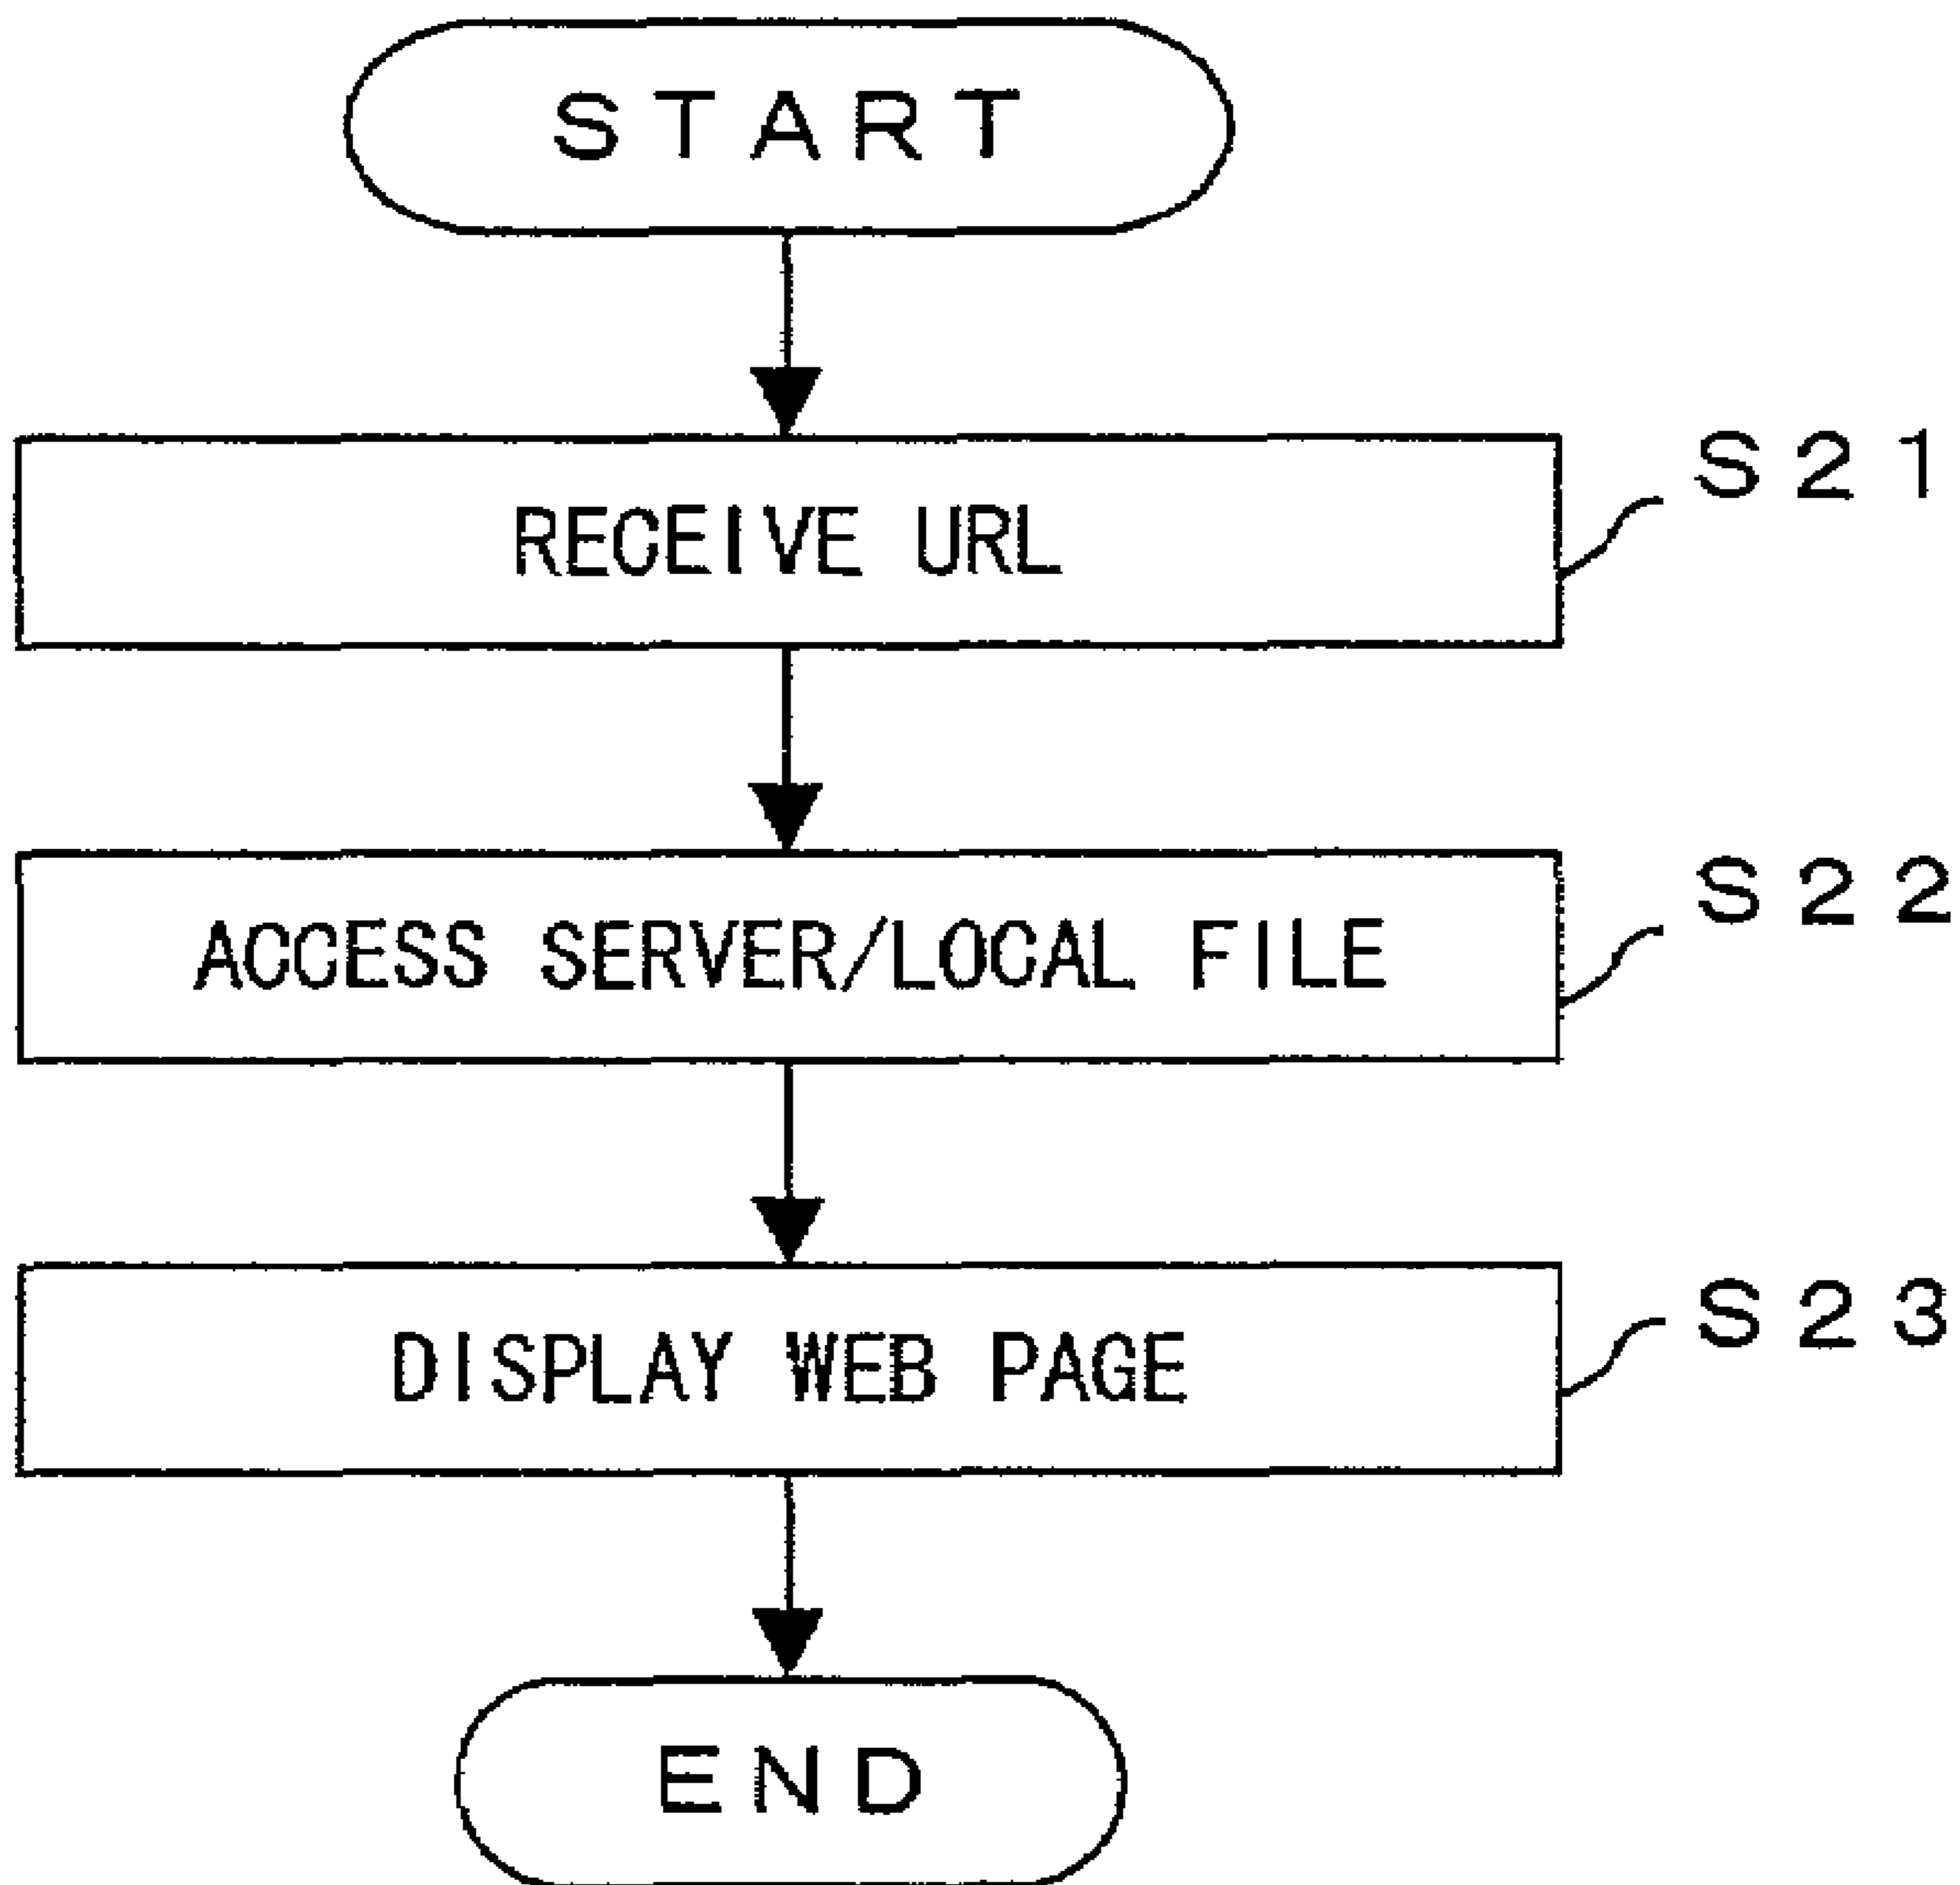 START
RECEIVE URL
S21
ACCESS SERVER/LOCAL FILE
S22
DISPLAY WEB PAGE
S23
END